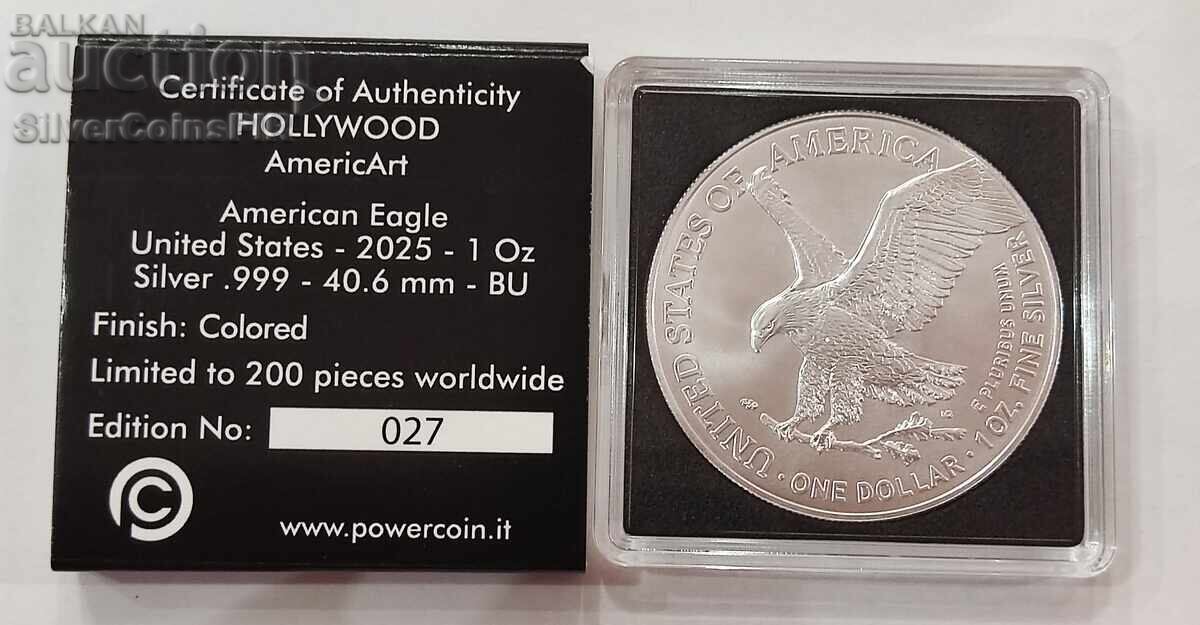 BALKAN
auction
Certificate of Authenticity
HOLLYWOOD
AmericArt
American Eagle
United States - 2025 - 1 Oz
Silver .999 - 40.6 mm - BU
Finish: Colored
Limited to 200 pieces worldwide
Edition No: 027
www.powercoin.it
UNITED STATES OF AMERICA
E PLURIBUS UNUM
· ONE DOLLAR · 1 OZ. FINE SILVER